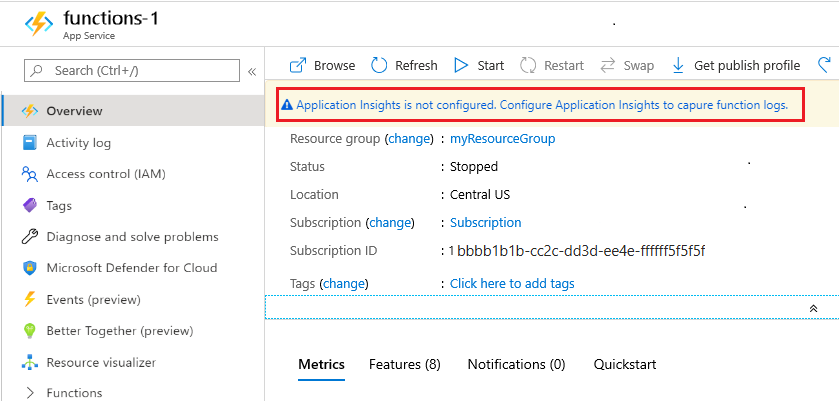 functions-1
App Service
Search (Ctrl+/)
«
Browse Refresh Start Restart Swap Get publish profile
Application Insights is not configured. Configure Application Insights to capure function logs.
Overview
Activity log
Access control (IAM)
Tags
Diagnose and solve problems
Microsoft Defender for Cloud
Events (preview)
Better Together (preview)
Resource visualizer
Functions
Resource group (change) : myResourceGroup
Status : Stopped
Location : Central US
Subscription (change) : Subscription
Subscription ID : 1bbbb1b1b-cc2c-dd3d-ee4e-ffffff5f5f5f
Tags (change) : Click here to add tags
Metrics Features (8) Notifications (0) Quickstart